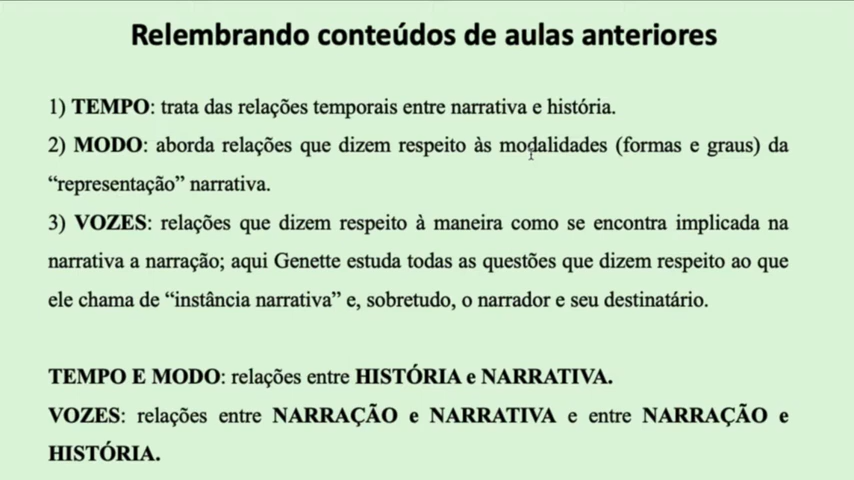 Relembrando conteúdos de aulas anteriores
1) TEMPO: trata das relações temporais entre narrativa e história.
2) MODO: aborda relações que dizem respeito às modalidades (formas e graus) da
“representação” narrativa.
3) VOZES: relações que dizem respeito à maneira como se encontra implicada na
narrativa a narração; aqui Genette estuda todas as questões que dizem respeito ao que
ele chama de “instância narrativa” e, sobretudo, o narrador e seu destinatário.
TEMPO E MODO: relações entre HISTÓRIA e NARRATIVA.
VOZES: relações entre NARRAÇÃO e NARRATIVA e entre NARRAÇÃO e
HISTÓRIA.